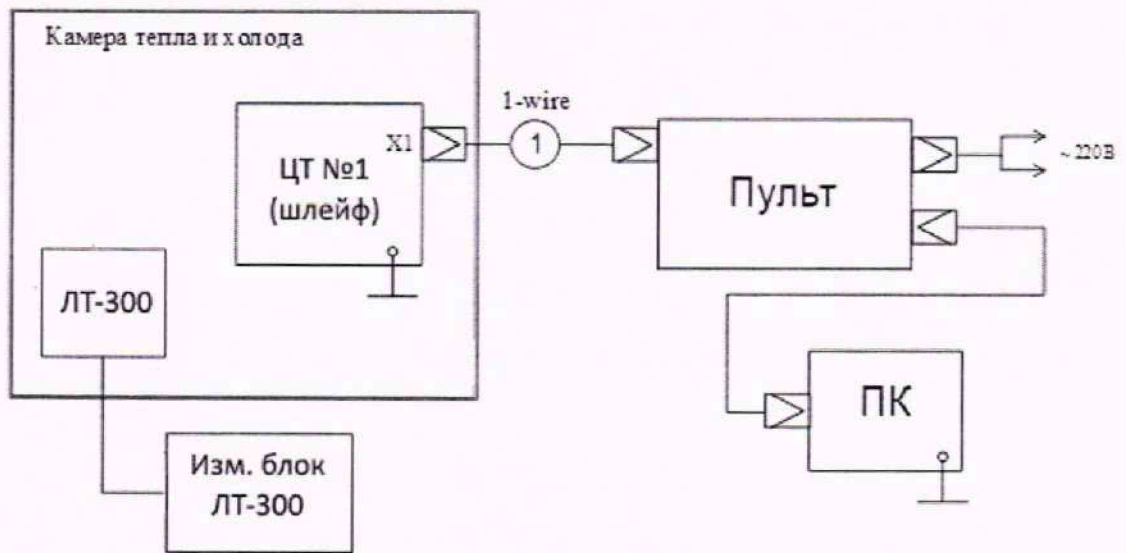 Камера тепла и холода
1-wire
X1
1
ЦТ №1
(шлейф)
Пульт
~220В
ЛТ-300
ПК
Изм. блок
ЛТ-300